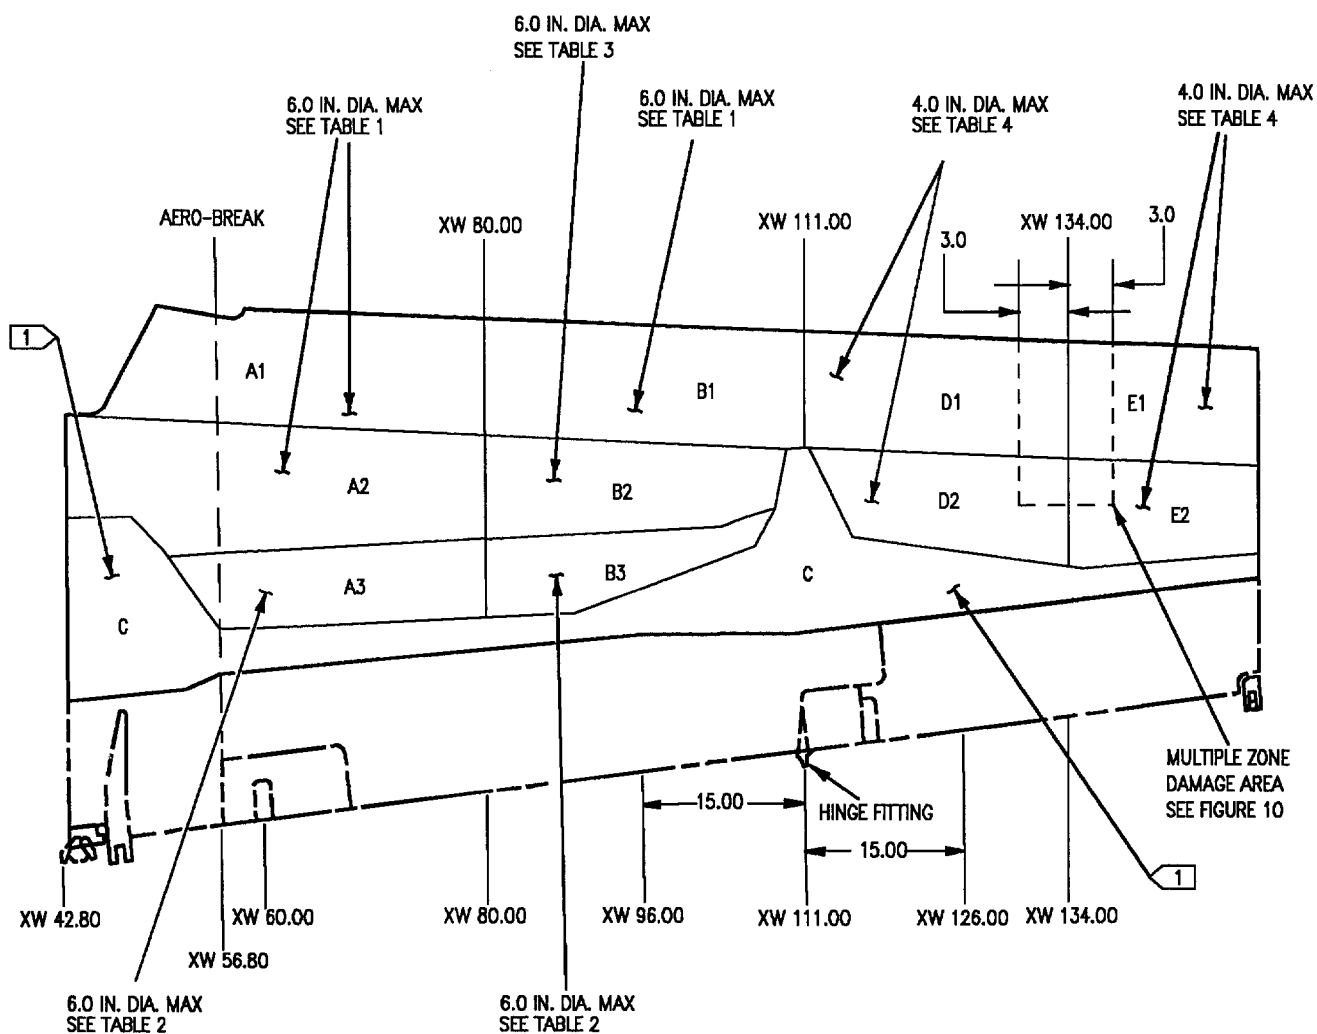 6.0 IN. DIA. MAX
SEE TABLE 3
6.0 IN. DIA. MAX
SEE TABLE 1
6.0 IN. DIA. MAX
SEE TABLE 1
4.0 IN. DIA. MAX
SEE TABLE 4
4.0 IN. DIA. MAX
SEE TABLE 4
AERO-BREAK
XW 80.00
XW 111.00
3.0
XW 134.00
3.0
1
A1
B1
D1
E1
A2
B2
D2
E2
A3
B3
C
C
MULTIPLE ZONE
DAMAGE AREA
SEE FIGURE 10
15.00
HINGE FITTING
15.00
1
XW 42.80
XW 60.00
XW 80.00
XW 96.00
XW 111.00
XW 126.00
XW 134.00
XW 56.80
6.0 IN. DIA. MAX
SEE TABLE 2
6.0 IN. DIA. MAX
SEE TABLE 2